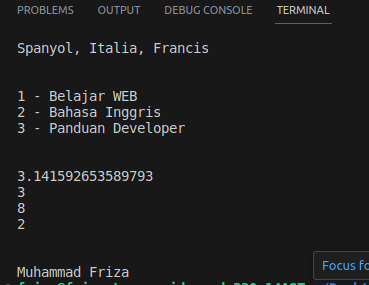 PROBLEMS OUTPUT DEBUG CONSOLE TERMINAL
Spanyol, Italia, Francis
1 - Belajar WEB
2 - Bahasa Inggris
3 - Panduan Developer
3.141592653589793
3
8
2
Focus fo
Muhammad Friza